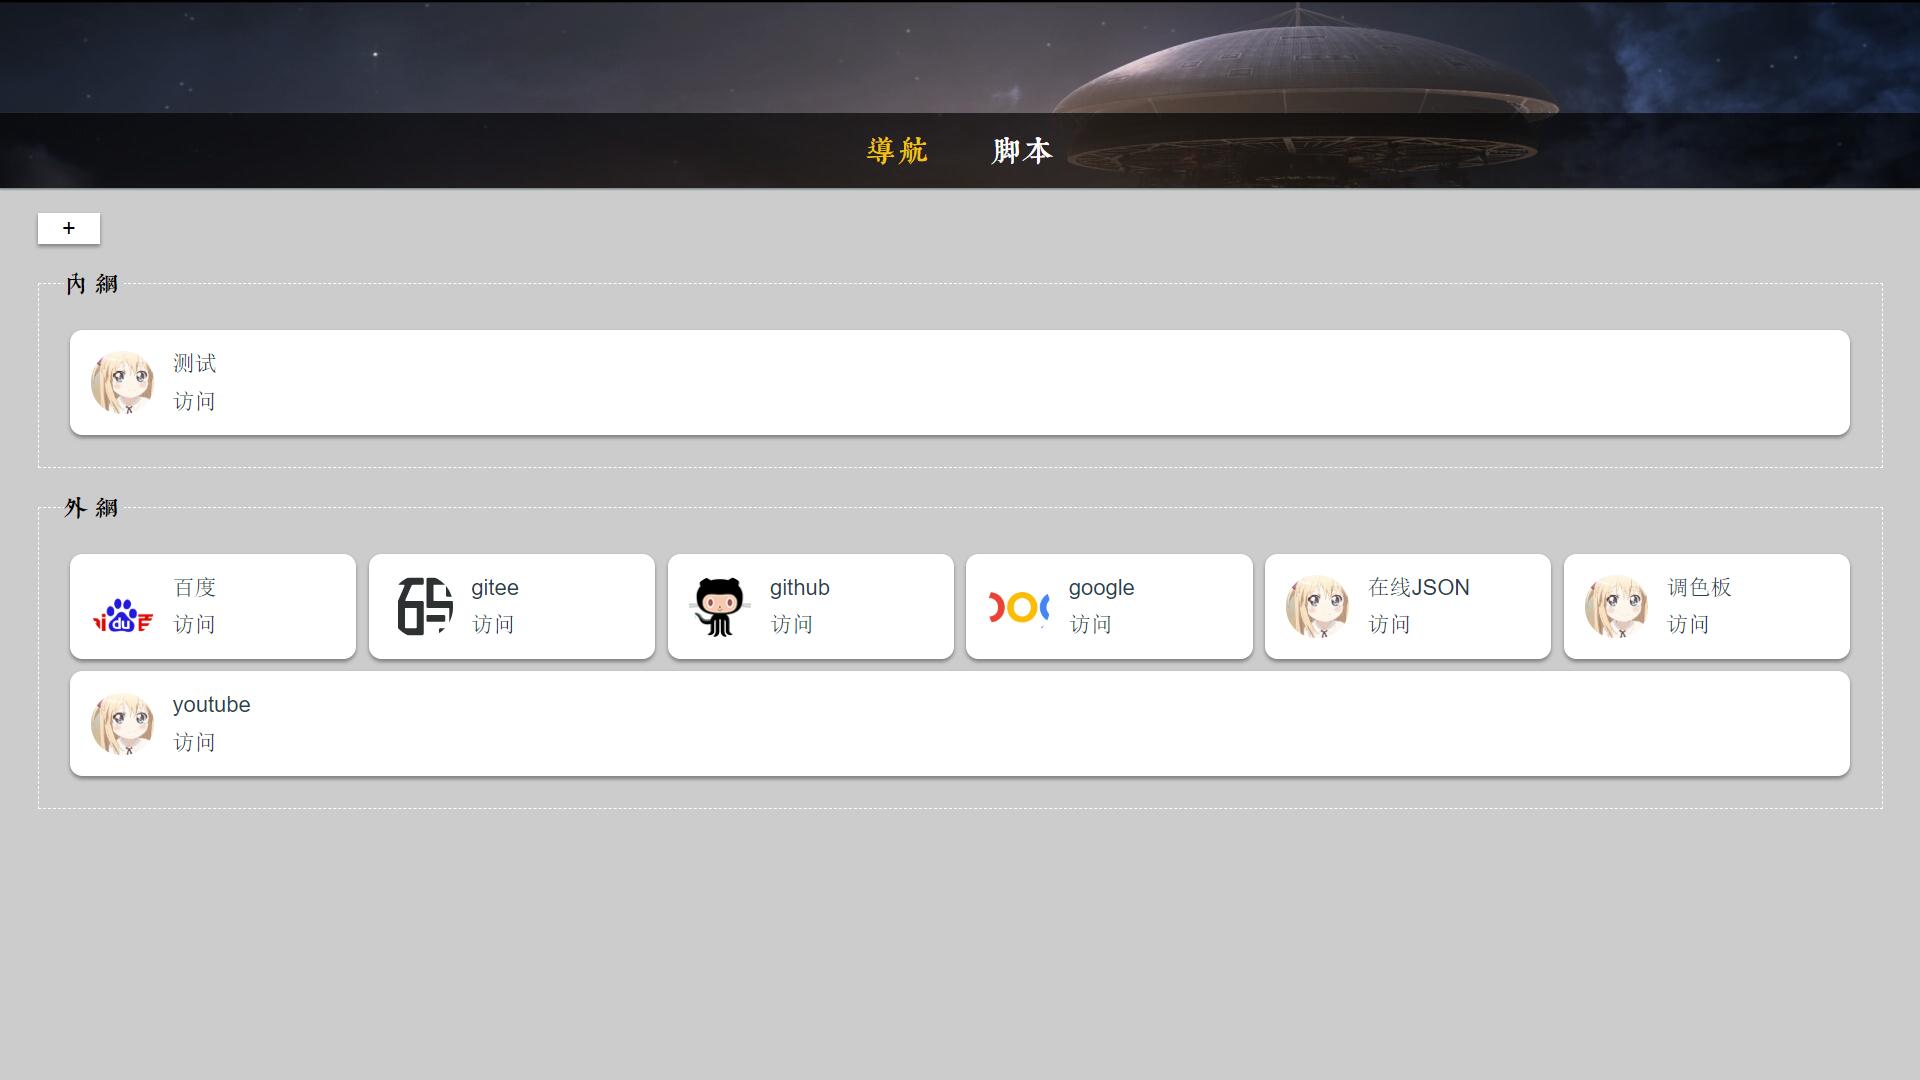 導航 脚本
+
內網
测试
访问
外網
百度
访问
du
gitee
访问
github
访问
google
访问
在线JSON
访问
调色板
访问
youtube
访问